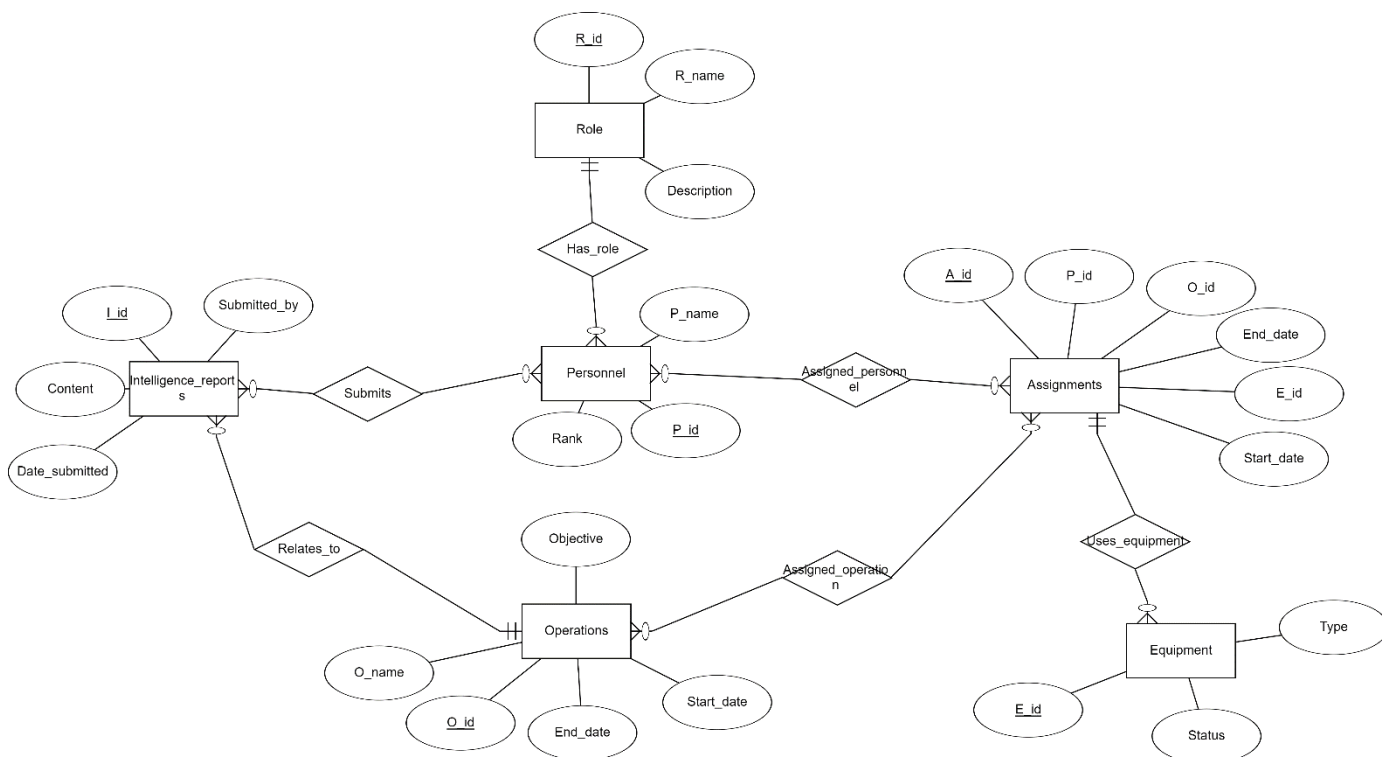 R_id
R_name
Role
Description
Has_role
A_id
P_id
O_id
I_id
Submitted_by
P_name
End_date
Content
Intelligence_report
s
Submits
Personnel
Assigned_personn
el
Assignments
E_id
Rank
P_id
Date_submitted
Start_date
Relates_to
Objective
Assigned_operatio
n
Uses_equipment
Operations
Type
Equipment
O_name
Start_date
O_id
End_date
E_id
Status